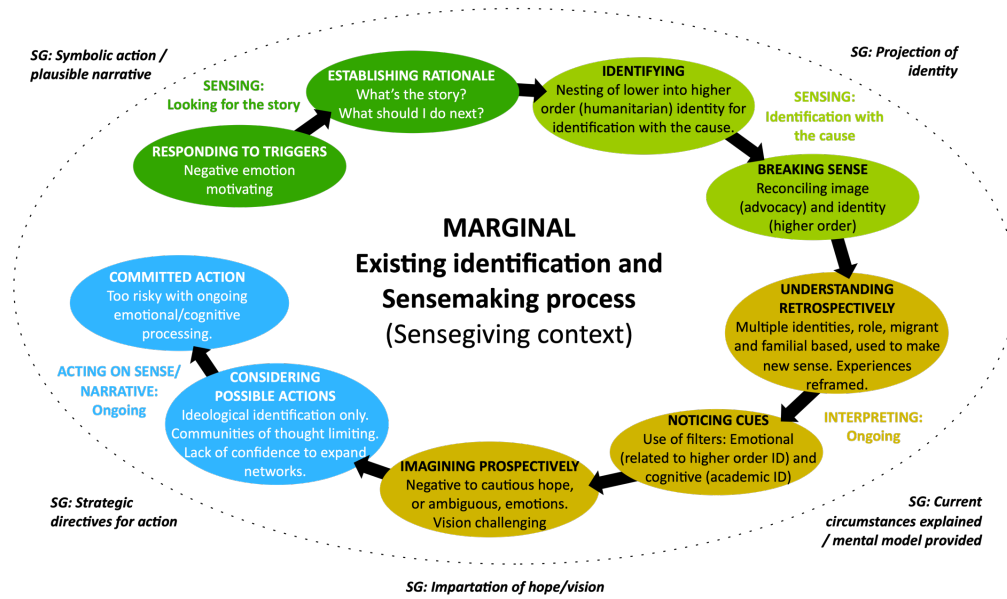 SG: Symbolic action /
plausible narrative
SENSING:
Looking for the story
ESTABLISHING RATIONALE
What's the story?
What should I do next?
RESPONDING TO TRIGGERS
Negative emotion
motivating
IDENTIFYING
Nesting of lower into higher
order (humanitarian) identity for
identification with the cause.
SG: Projection of
identity
SENSING:
Identification with
the cause
BREAKING SENSE
Reconciling image
(advocacy) and identity
(higher order)
MARGINAL
Existing identification and
Sensemaking process
(Sensegiving context)
UNDERSTANDING
RETROSPECTIVELY
Multiple identities, role, migrant
and familial based, used to make
new sense. Experiences
reframed.
INTERPRETING:
Ongoing
NOTICING CUES
Use of filters: Emotional
(related to higher order ID) and
cognitive (academic ID)
IMAGINING PROSPECTIVELY
Negative to cautious hope,
or ambiguous, emotions.
Vision challenging
CONSIDERING
POSSIBLE ACTIONS
Ideological identification only.
Communities of thought limiting.
Lack of confidence to expand
networks.
ACTING ON SENSE/
NARRATIVE:
Ongoing
COMMITTED ACTION
Too risky with ongoing
emotional/cognitive
processing.
SG: Strategic
directives for action
SG: Current
circumstances explained
/ mental model provided
SG: Impartation of hope/vision